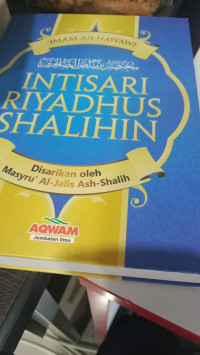 IMAM AN-NAWAWI
INTISARI
RIYADHUS
SHALIHIN
Disarikan oleh
Masyru' Al-Jalis Ash-Shalih
AQWAM
Jembatan Ilmu